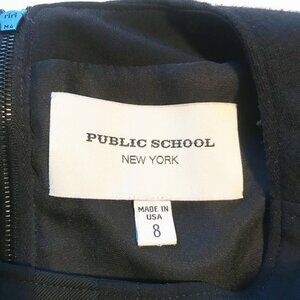 PUBLIC SCHOOL
NEW YORK
MADE IN
USA
8